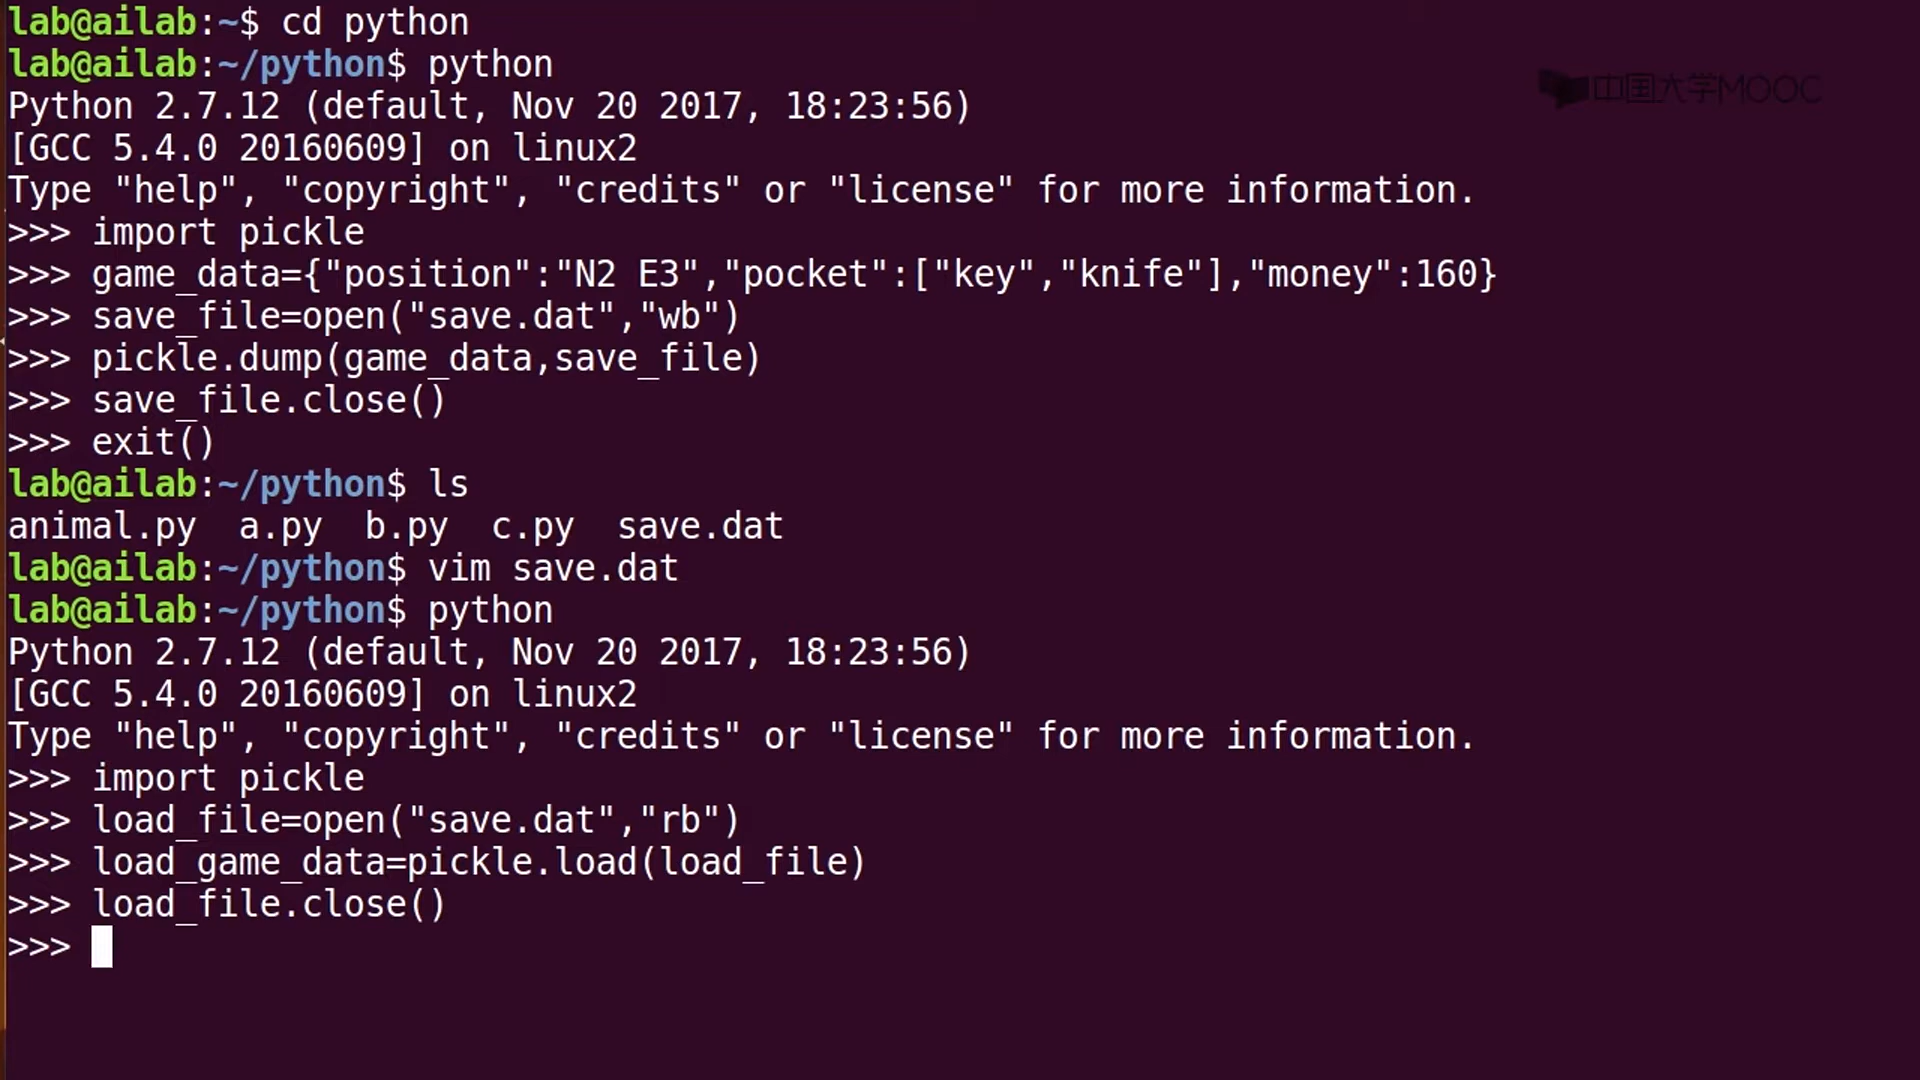 lab@ailab:~$ cd python
中国大学MOOC
lab@ailab:~/python$ python
Python 2.7.12 (default, Nov 20 2017, 18:23:56)
[GCC 5.4.0 20160609] on linux2
Type "help", "copyright", "credits" or "license" for more information.
>>> import pickle
>>> game_data={"position":"N2 E3","pocket":["key","knife"],"money":160}
>>> save_file=open("save.dat","wb")
>>> pickle.dump(game_data,save_file)
>>> save_file.close()
>>> exit()
lab@ailab:~/python$ ls
animal.py  a.py  b.py  c.py  save.dat
lab@ailab:~/python$ vim save.dat
lab@ailab:~/python$ python
Python 2.7.12 (default, Nov 20 2017, 18:23:56)
[GCC 5.4.0 20160609] on linux2
Type "help", "copyright", "credits" or "license" for more information.
>>> import pickle
>>> load_file=open("save.dat","rb")
>>> load_game_data=pickle.load(load_file)
>>> load_file.close()
>>>